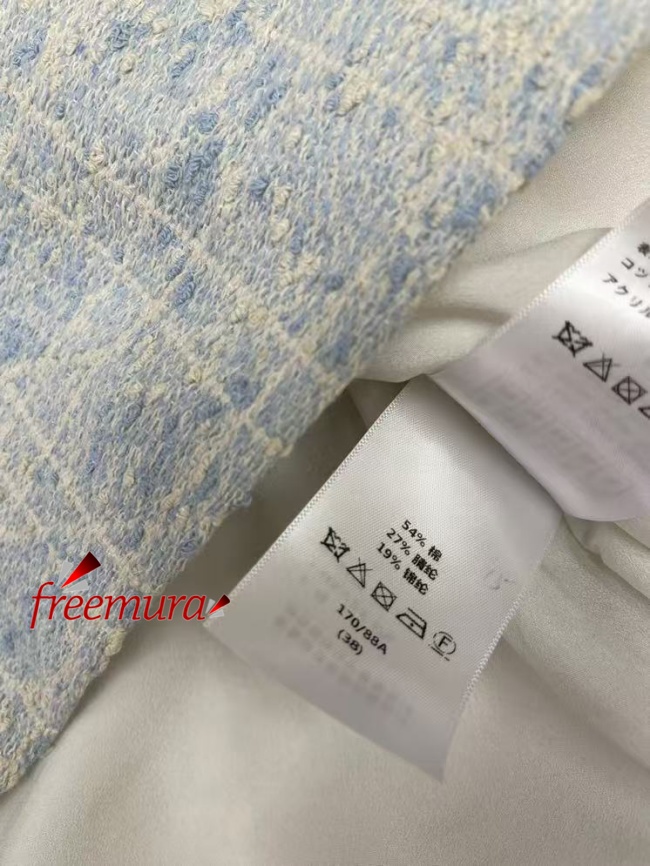 コッ
アクリル
54% 棉
27% 腈纶
19% 锦纶
F
170/88A
(38)
freemura